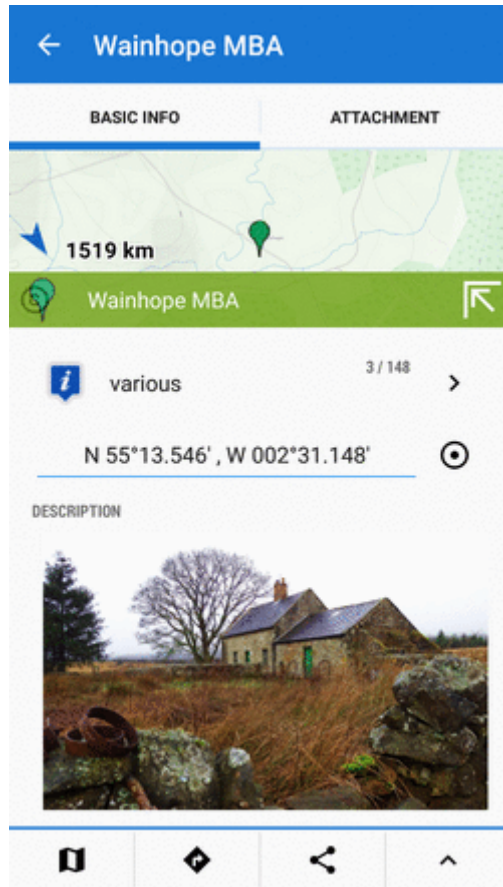 Wainhope MBA
BASIC INFO
ATTACHMENT
1519 km
Wainhope MBA
various
3 / 148
N 55°13.546' , W 002°31.148'
DESCRIPTION